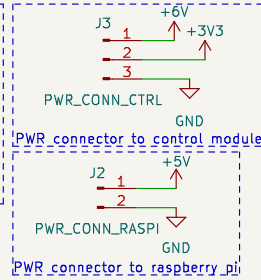 J3
+6V
+3V3
1
2
3
PWR_CONN_CTRL
GND
PWR connector to control module
J2
+5V
1
2
PWR_CONN_RASPI
GND
PWR connector to raspberry pi